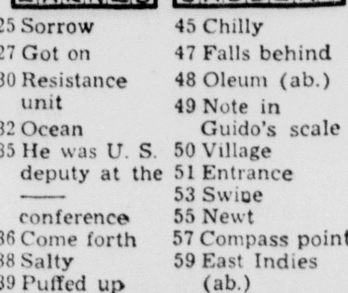 25 Sorrow
27 Got on
30 Resistance
unit
32 Ocean
35 He was U. S.
deputy at the
——
conference
36 Come forth
38 Salty
39 Puffed up
45 Chilly
47 Falls behind
48 Oleum (ab.)
49 Note in
Guido's scale
50 Village
51 Entrance
53 Swine
55 Newt
57 Compass point
59 East Indies
(ab.)